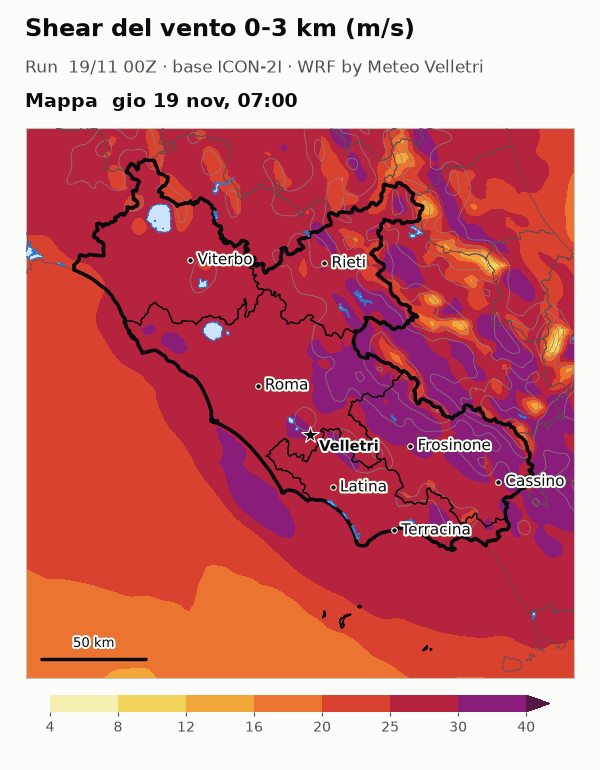 Shear del vento 0-3 km (m/s)
Run  19/11 00Z · base ICON-2I · WRF by Meteo Velletri
Mappa  gio 19 nov, 07:00
Viterbo
Rieti
Roma
Velletri
Frosinone
Cassino
Latina
Terracina
50 km
4 8 12 16 20 25 30 40